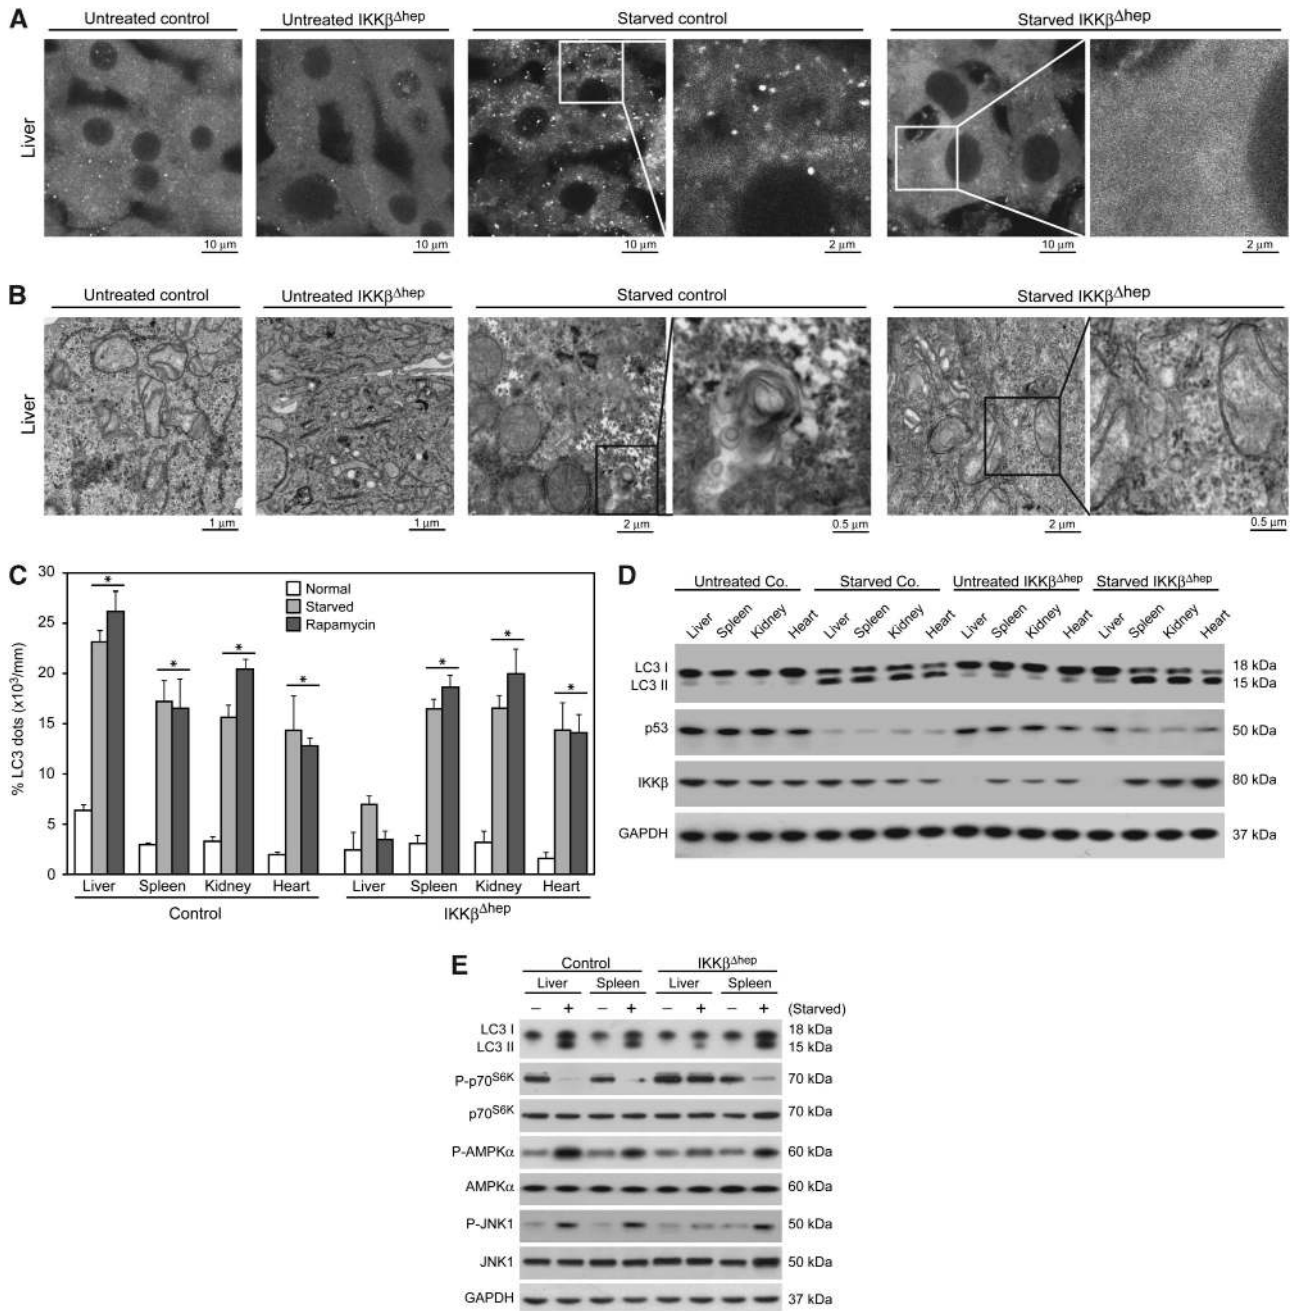 A
Untreated control Untreated IKKβΔhep Starved control Starved IKKβΔhep
Liver
10 μm 10 μm 10 μm 2 μm 10 μm 2 μm
B
Untreated control Untreated IKKβΔhep Starved control Starved IKKβΔhep
Liver
1 μm 1 μm 2 μm 0.5 μm 2 μm 0.5 μm
C
% LC3 dots (x10³/mm)
30
25
20
15
10
5
0
Normal
Starved
Rapamycin
* * * * * * *
Liver Spleen Kidney Heart Liver Spleen Kidney Heart
Control IKKβΔhep
D
Untreated Co. Starved Co. Untreated IKKβΔhep Starved IKKβΔhep
Liver Spleen Kidney Heart Liver Spleen Kidney Heart Liver Spleen Kidney Heart Liver Spleen Kidney Heart
LC3 I 18 kDa
LC3 II 15 kDa
p53 50 kDa
IKKβ 80 kDa
GAPDH 37 kDa
E
Control IKKβΔhep
Liver Spleen Liver Spleen
− + − + − + − + (Starved)
LC3 I 18 kDa
LC3 II 15 kDa
P-p70S6K 70 kDa
p70S6K 70 kDa
P-AMPKα 60 kDa
AMPKα 60 kDa
P-JNK1 50 kDa
JNK1 50 kDa
GAPDH 37 kDa